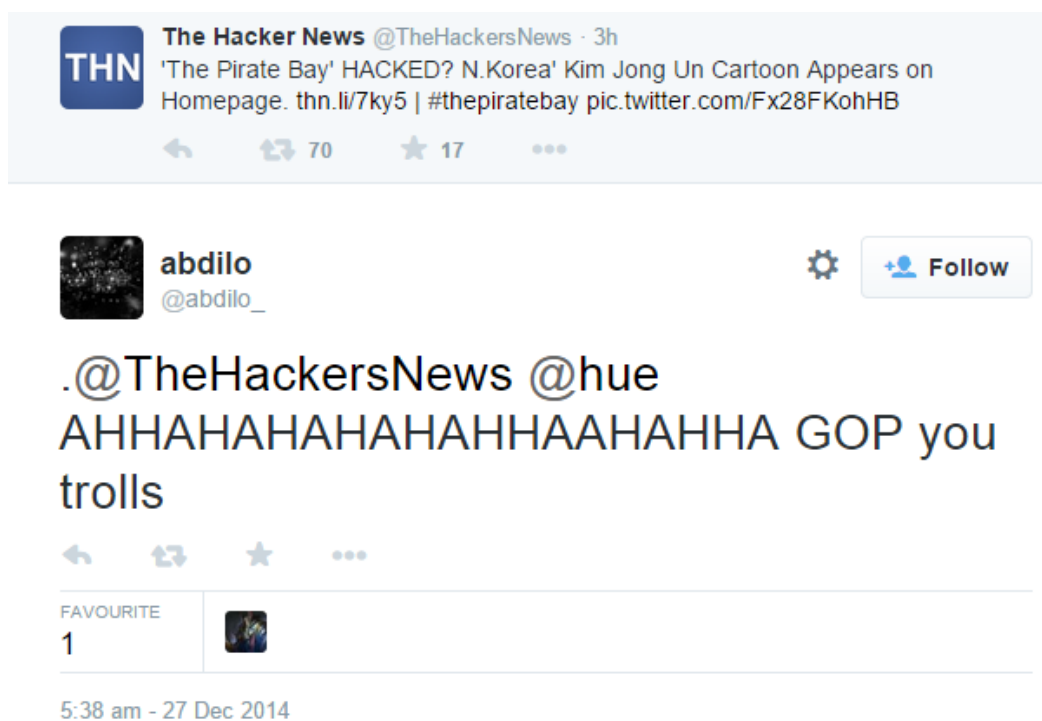 THN
The Hacker News @TheHackersNews · 3h
'The Pirate Bay' HACKED? N.Korea' Kim Jong Un Cartoon Appears on
Homepage. thn.li/7ky5 | #thepiratebay pic.twitter.com/Fx28FKohHB
70
17
abdilo
@abdilo_
Follow
.@TheHackersNews @hue
AHHAHAHAHAHAHHAAHAHHA GOP you
trolls
FAVOURITE
1
5:38 am - 27 Dec 2014